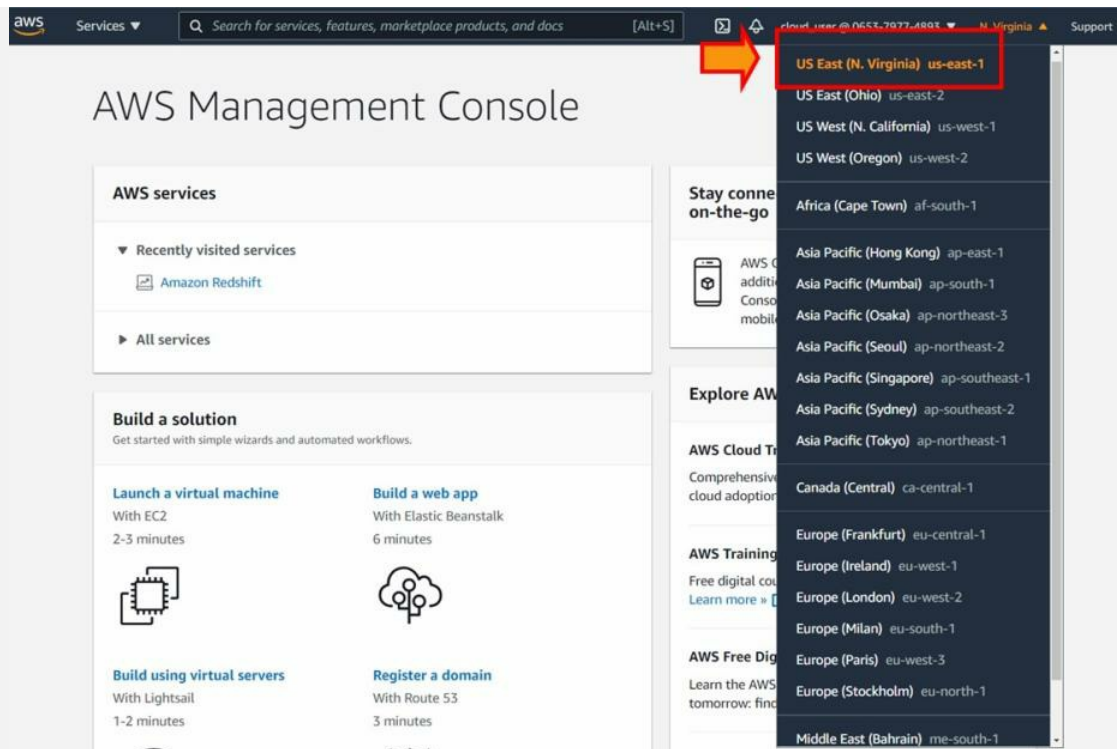 aws
Services ▼
Search for services, features, marketplace products, and docs
[Alt+S]
cloud_user @ 0653-7977-4893 ▼
N. Virginia ▲
Support
AWS Management Console
AWS services
▼ Recently visited services
Amazon Redshift
▶ All services
Build a solution
Get started with simple wizards and automated workflows.
Launch a virtual machine
With EC2
2-3 minutes
Build a web app
With Elastic Beanstalk
6 minutes
Build using virtual servers
With Lightsail
1-2 minutes
Register a domain
With Route 53
3 minutes
Stay conne
on-the-go
AWS C
additi
Conso
mobil
Explore AW
AWS Cloud Tr
Comprehensive
cloud adoption
AWS Training
Free digital cou
Learn more »
AWS Free Dig
Learn the AWS
tomorrow: find
US East (N. Virginia) us-east-1
US East (Ohio) us-east-2
US West (N. California) us-west-1
US West (Oregon) us-west-2
Africa (Cape Town) af-south-1
Asia Pacific (Hong Kong) ap-east-1
Asia Pacific (Mumbai) ap-south-1
Asia Pacific (Osaka) ap-northeast-3
Asia Pacific (Seoul) ap-northeast-2
Asia Pacific (Singapore) ap-southeast-1
Asia Pacific (Sydney) ap-southeast-2
Asia Pacific (Tokyo) ap-northeast-1
Canada (Central) ca-central-1
Europe (Frankfurt) eu-central-1
Europe (Ireland) eu-west-1
Europe (London) eu-west-2
Europe (Milan) eu-south-1
Europe (Paris) eu-west-3
Europe (Stockholm) eu-north-1
Middle East (Bahrain) me-south-1